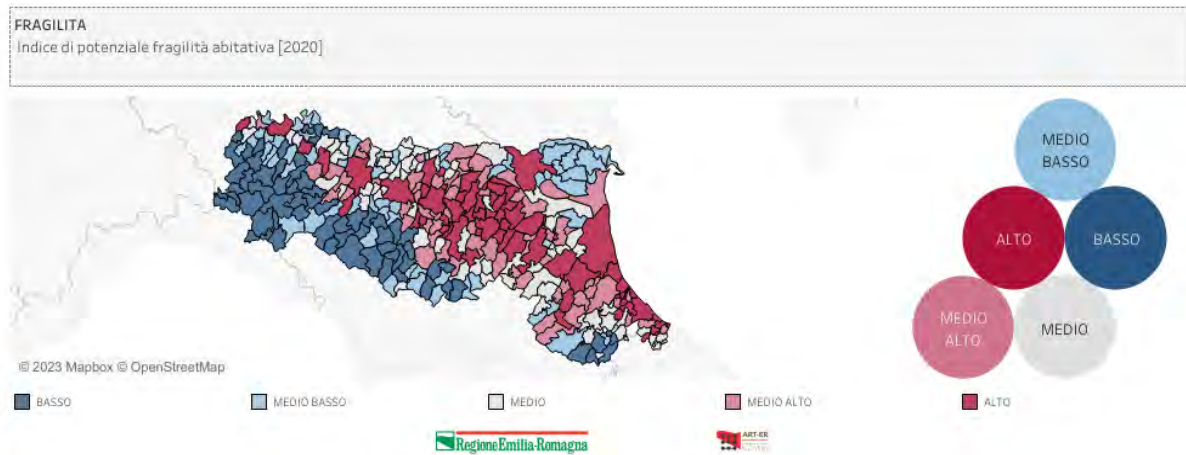 FRAGILITA
Indice di potenziale fragilità abitativa [2020]
MEDIO
BASSO
ALTO
BASSO
MEDIO
ALTO
MEDIO
© 2023 Mapbox © OpenStreetMap
BASSO
MEDIO BASSO
MEDIO
MEDIO ALTO
ALTO
RegioneEmilia-Romagna
ART-ER